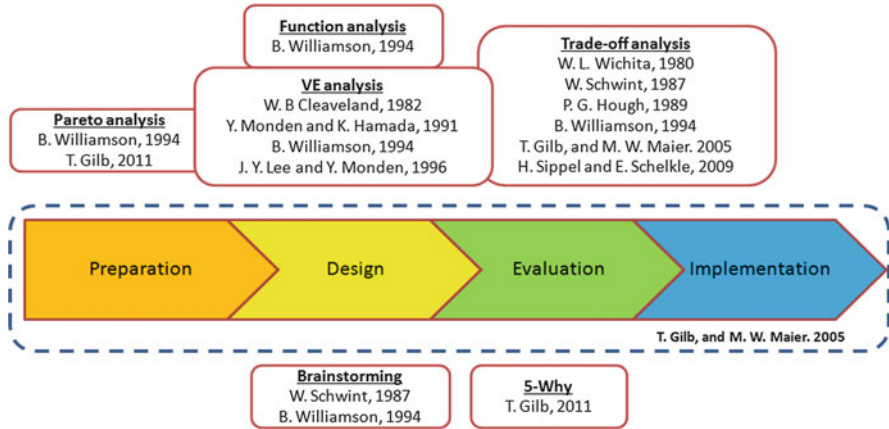 Function analysis
B. Williamson, 1994
Pareto analysis
B. Williamson, 1994
T. Gilb, 2011
VE analysis
W. B Cleaveland, 1982
Y. Monden and K. Hamada, 1991
B. Williamson, 1994
J. Y. Lee and Y. Monden, 1996
Trade-off analysis
W. L. Wichita, 1980
W. Schwint, 1987
P. G. Hough, 1989
B. Williamson, 1994
T. Gilb, and M. W. Maier. 2005
H. Sippel and E. Schelkle, 2009
Preparation
Design
Evaluation
Implementation
T. Gilb, and M. W. Maier. 2005
Brainstorming
W. Schwint, 1987
B. Williamson, 1994
5-Why
T. Gilb, 2011